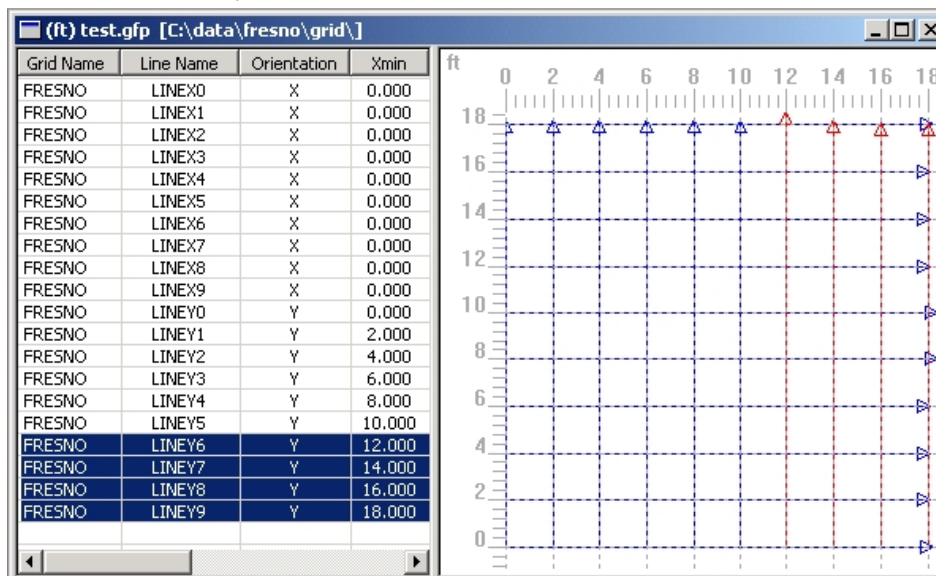 (ft) test.gfp [C:\data\fresno\grid\]
Grid Name Line Name Orientation Xmin
FRESNO LINEX0 X 0.000
FRESNO LINEX1 X 0.000
FRESNO LINEX2 X 0.000
FRESNO LINEX3 X 0.000
FRESNO LINEX4 X 0.000
FRESNO LINEX5 X 0.000
FRESNO LINEX6 X 0.000
FRESNO LINEX7 X 0.000
FRESNO LINEX8 X 0.000
FRESNO LINEX9 X 0.000
FRESNO LINEY0 Y 0.000
FRESNO LINEY1 Y 2.000
FRESNO LINEY2 Y 4.000
FRESNO LINEY3 Y 6.000
FRESNO LINEY4 Y 8.000
FRESNO LINEY5 Y 10.000
FRESNO LINEY6 Y 12.000
FRESNO LINEY7 Y 14.000
FRESNO LINEY8 Y 16.000
FRESNO LINEY9 Y 18.000
ft
0 2 4 6 8 10 12 14 16 18
18
16
14
12
10
8
6
4
2
0